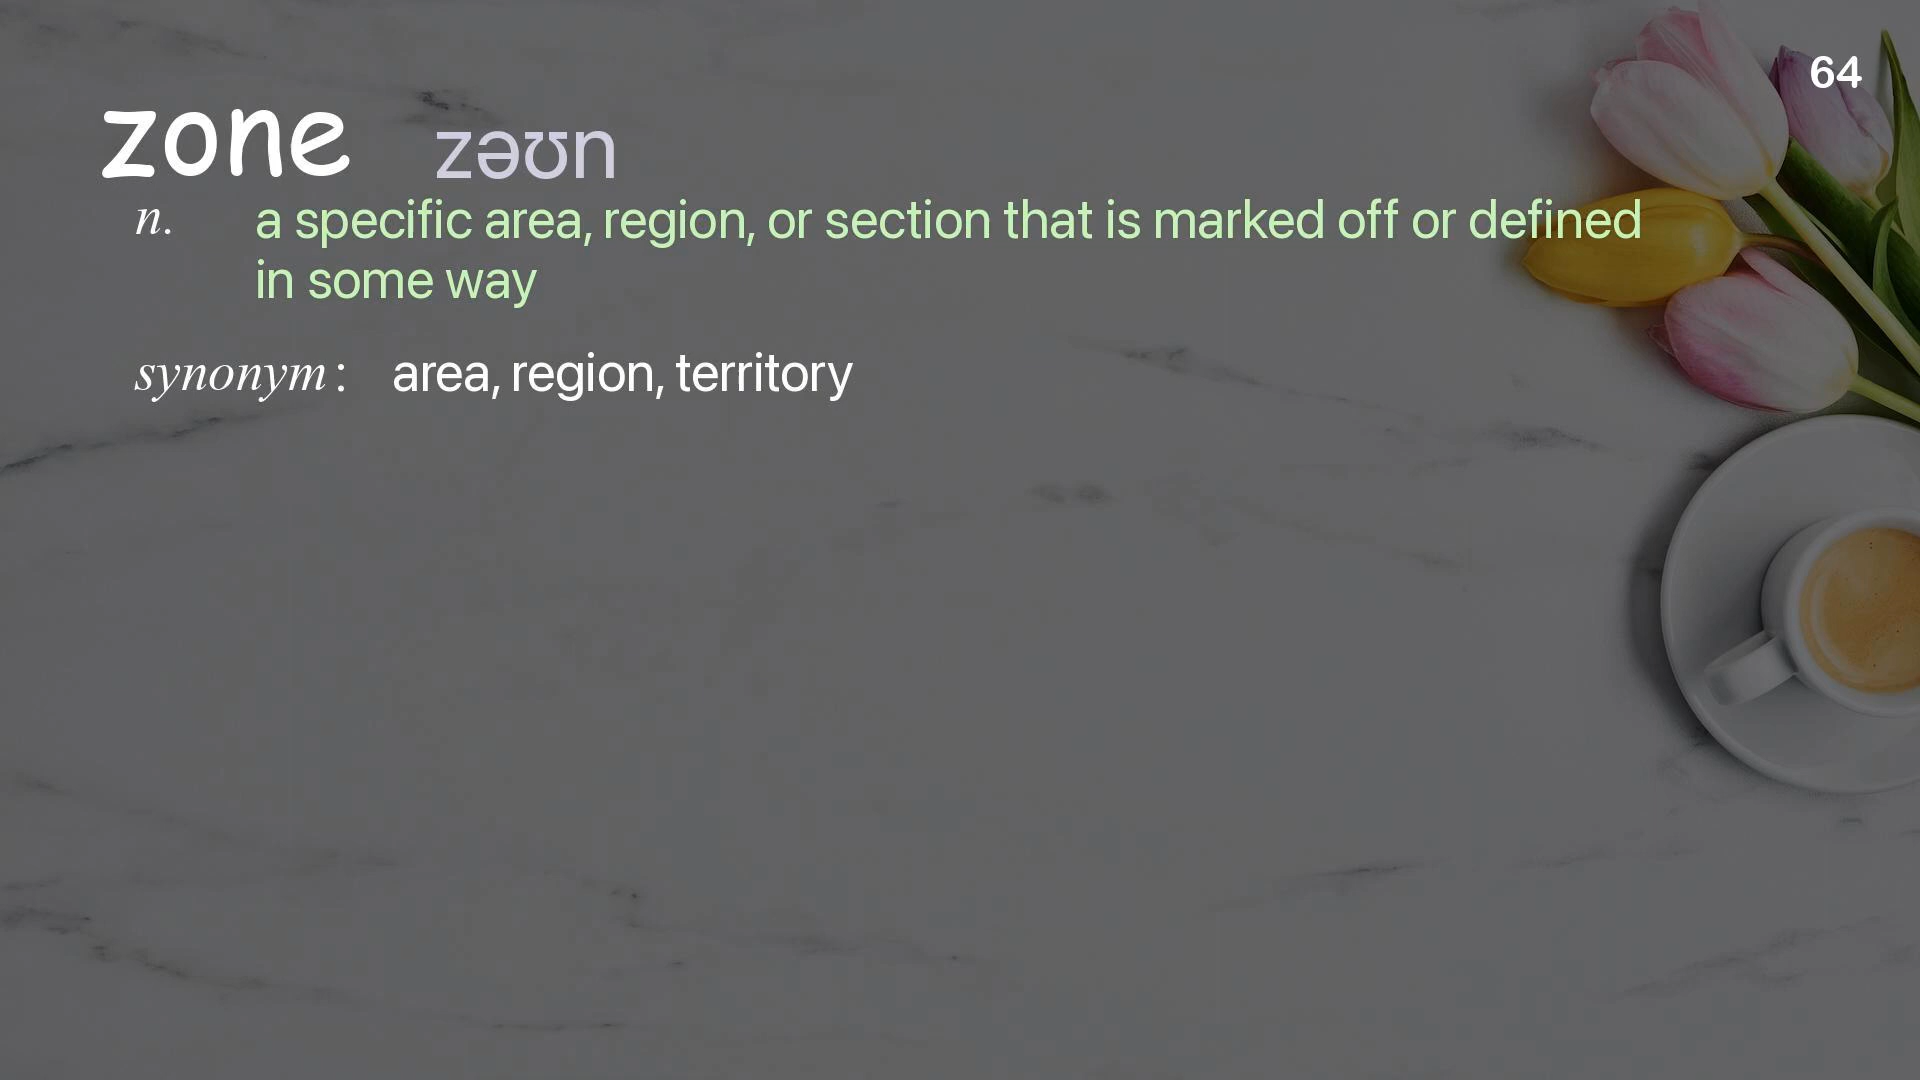 64
zone zəʊn
n. a specific area, region, or section that is marked off or defined
in some way
synonym : area, region, territory